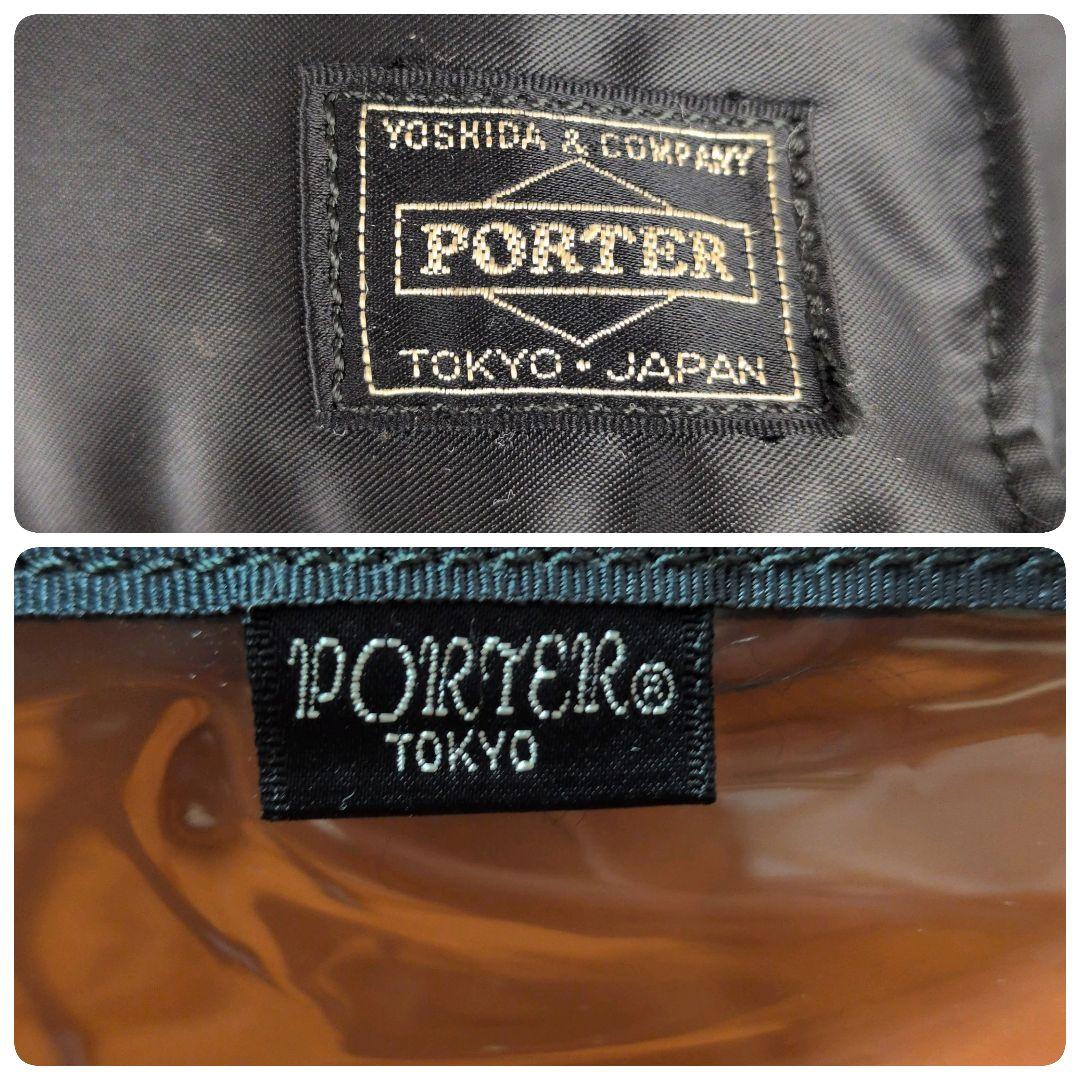 YOSHIDA & COMPANY
PORTER
TOKYO・JAPAN
PORTER®
TOKYO